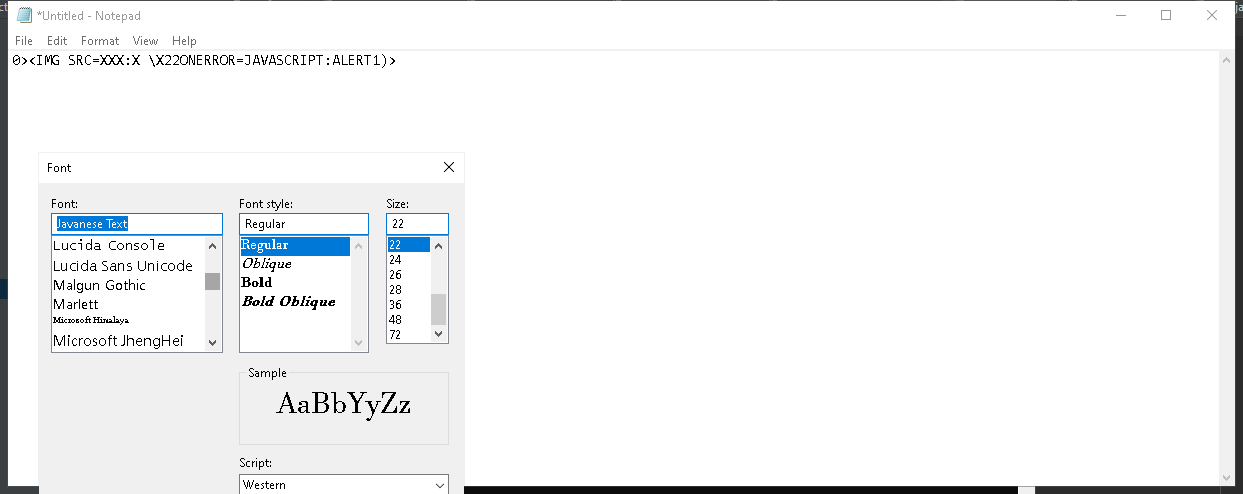 *Untitled - Notepad
File Edit Format View Help
0><IMG SRC=XXX:X \X22ONERROR=JAVASCRIPT:ALERT1)>
Font
Font: Font style: Size:
Javanese Text Regular 22
Lucida Console Regular 22
Lucida Sans Unicode Oblique 24
Malgun Gothic Bold 26
Marlett Bold Oblique 28
Microsoft Himalaya 36
Microsoft JhengHei 48
72
Sample
AaBbYyZz
Script:
Western